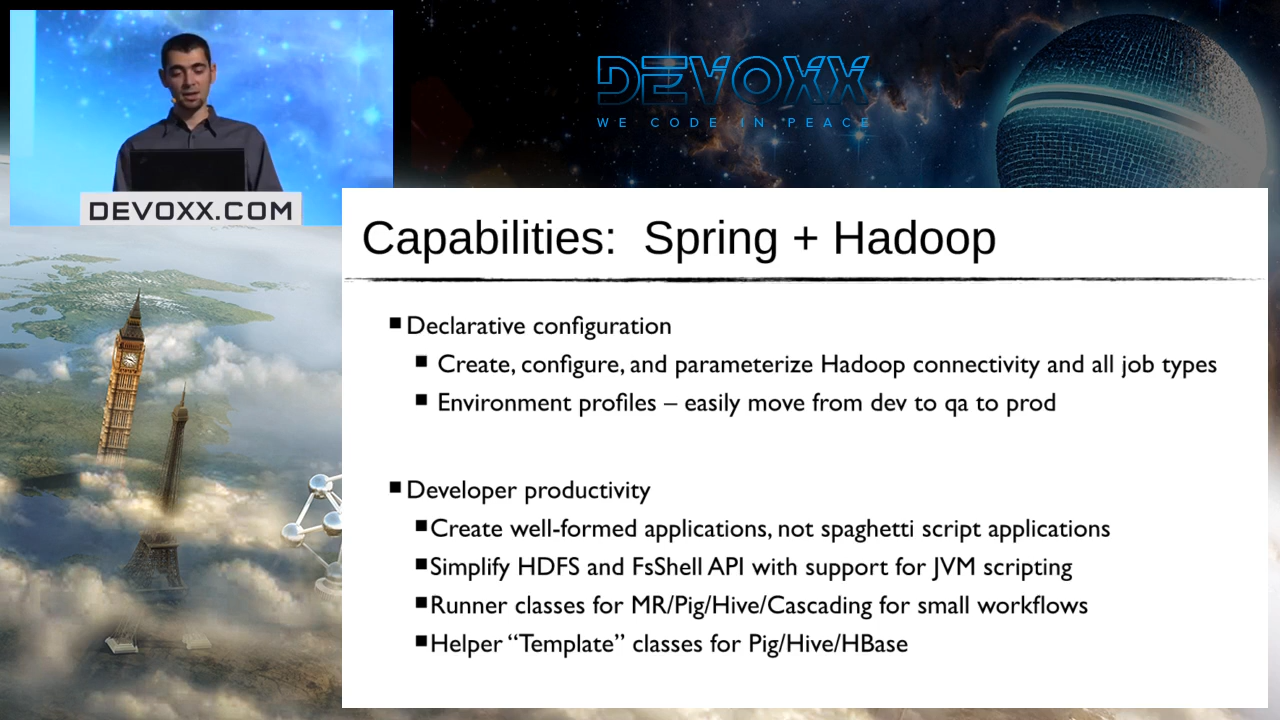 DEVOXX
WE CODE IN PEACE
DEVOXX.COM
Capabilities:  Spring + Hadoop
Declarative configuration
Create, configure, and parameterize Hadoop connectivity and all job types
Environment profiles – easily move from dev to qa to prod
Developer productivity
Create well-formed applications, not spaghetti script applications
Simplify HDFS and FsShell API with support for JVM scripting
Runner classes for MR/Pig/Hive/Cascading for small workflows
Helper “Template” classes for Pig/Hive/HBase